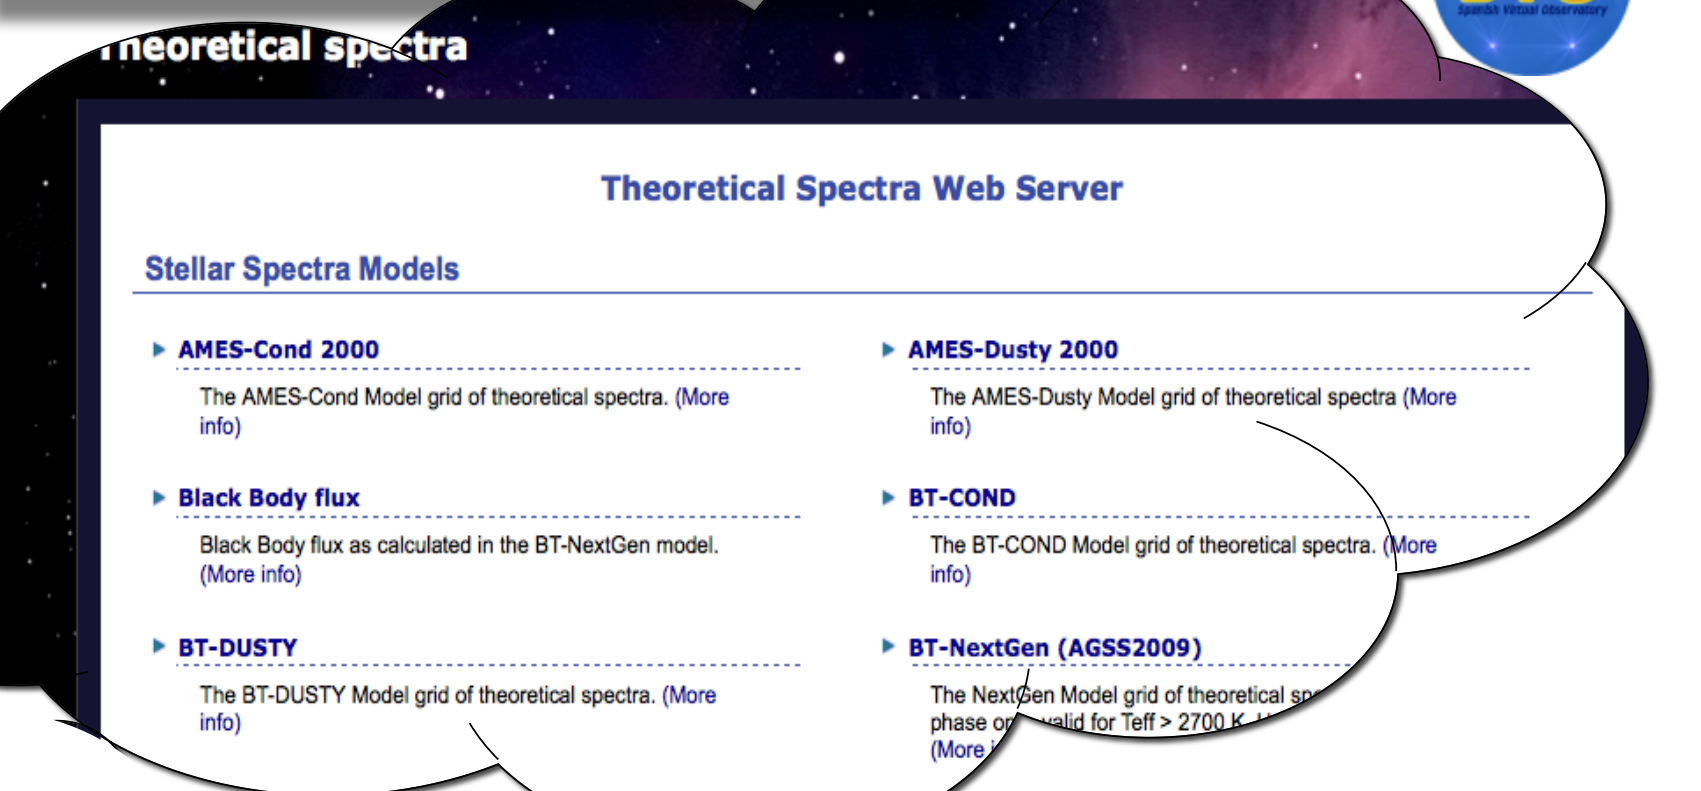 Spanish Virtual Observatory
Theoretical spectra
Theoretical Spectra Web Server
Stellar Spectra Models
AMES-Cond 2000
The AMES-Cond Model grid of theoretical spectra. (More
info)
AMES-Dusty 2000
The AMES-Dusty Model grid of theoretical spectra (More
info)
Black Body flux
Black Body flux as calculated in the BT-NextGen model.
(More info)
BT-COND
The BT-COND Model grid of theoretical spectra. (More
info)
BT-DUSTY
The BT-DUSTY Model grid of theoretical spectra. (More
info)
BT-NextGen (AGSS2009)
The NextGen Model grid of theoretical
phase valid for Teff > 2700 K.
(More